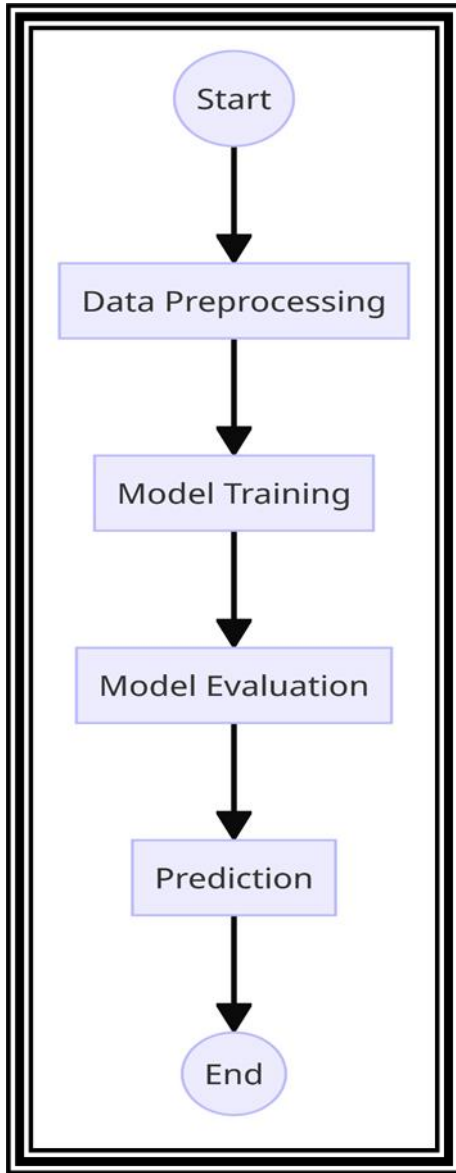 Start
Data Preprocessing
Model Training
Model Evaluation
Prediction
End